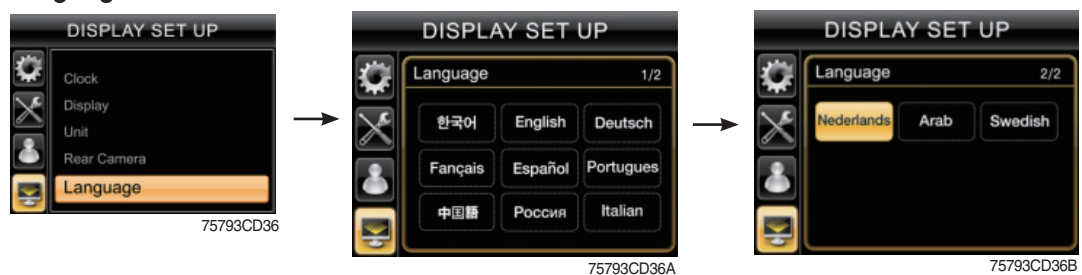 DISPLAY SET UP
Clock
Display
Unit
Rear Camera
Language
75793CD36
DISPLAY SET UP
Language 1/2
한국어 English Deutsch
Fançais Español Portugues
中国語 Россия Italian
75793CD36A
DISPLAY SET UP
Language 2/2
Nederlands Arab Swedish
75793CD36B